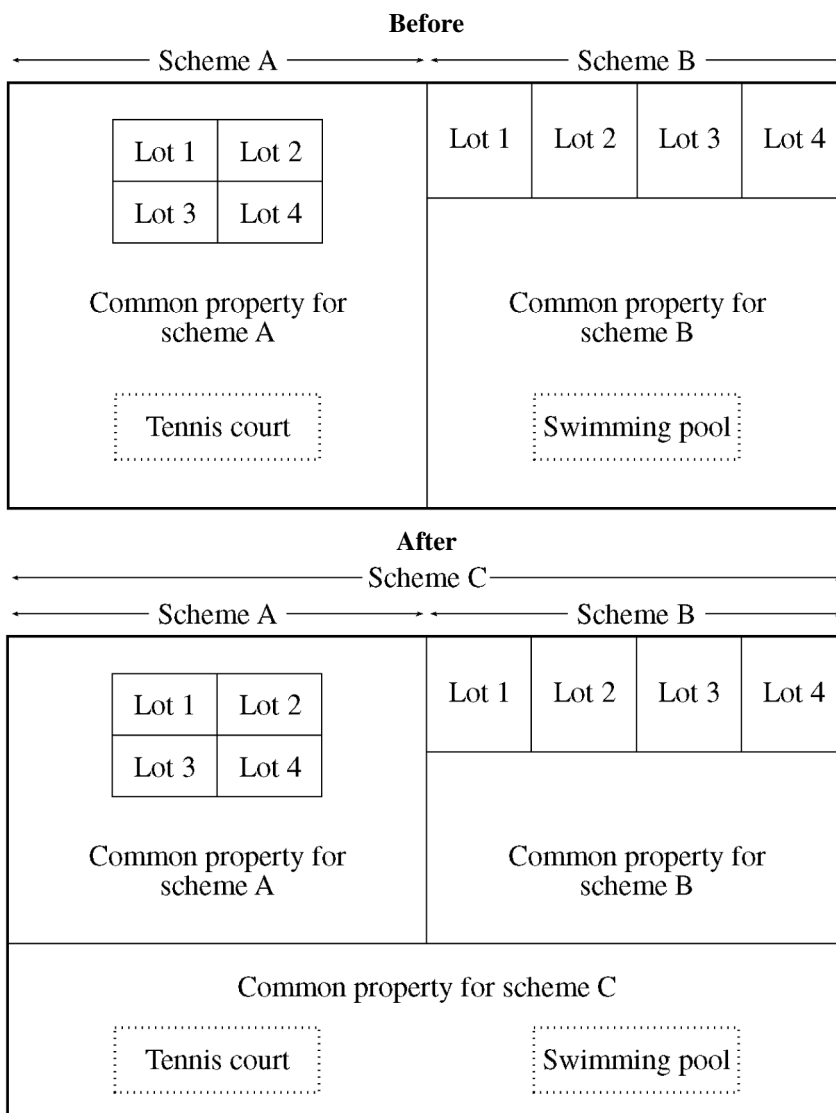 Before
Scheme A Scheme B
Lot 1 Lot 2 Lot 1 Lot 2 Lot 3 Lot 4
Lot 3 Lot 4
Common property for scheme A
Common property for scheme B
Tennis court Swimming pool
After
Scheme C
Scheme A Scheme B
Lot 1 Lot 2 Lot 1 Lot 2 Lot 3 Lot 4
Lot 3 Lot 4
Common property for scheme A
Common property for scheme B
Common property for scheme C
Tennis court Swimming pool